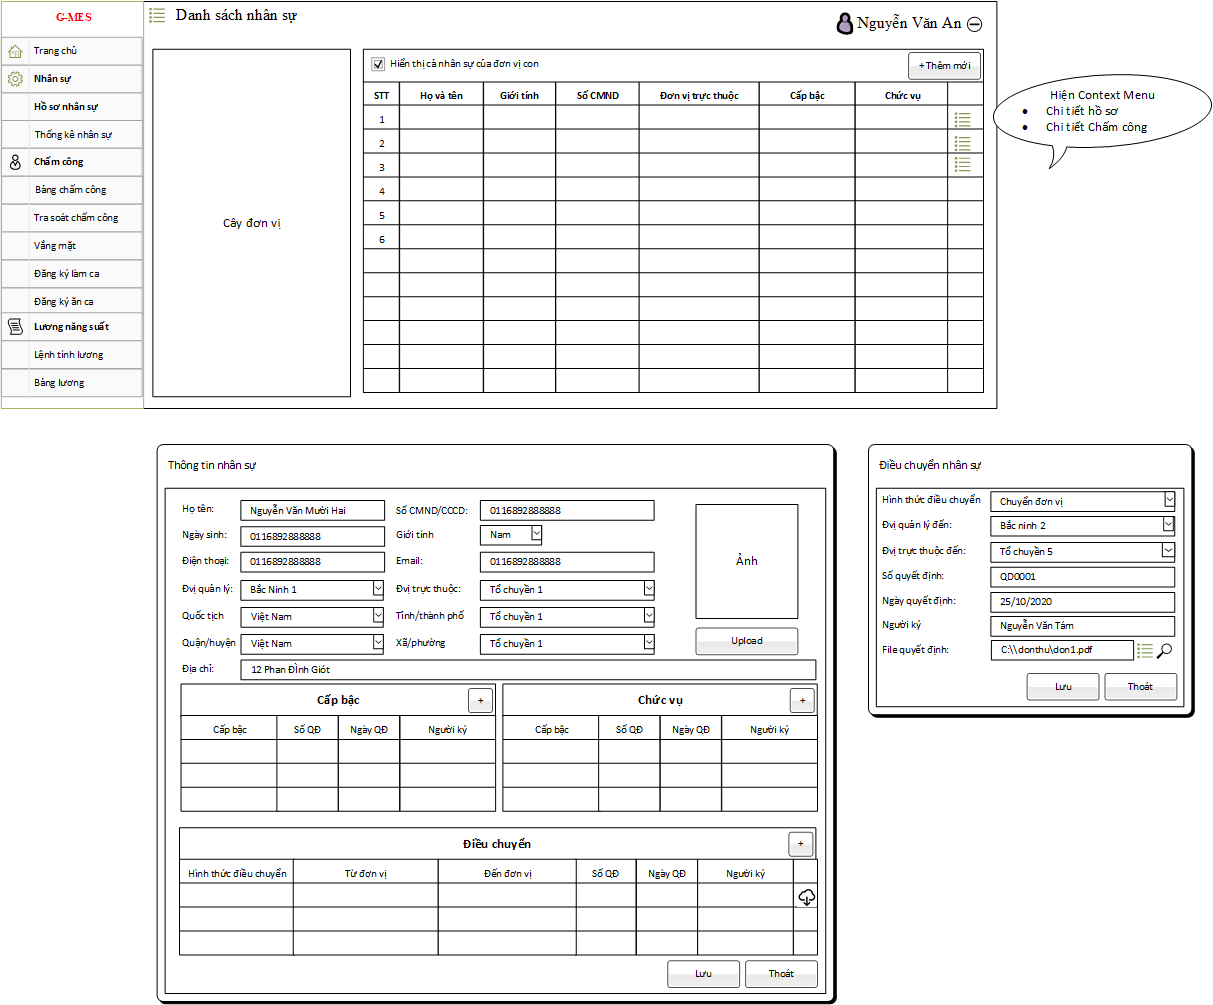 G-MES
Trang chủ
Nhân sự
Hồ sơ nhân sự
Thống kê nhân sự
Chấm công
Bảng chấm công
Tra soát chấm công
Vắng mặt
Đăng ký làm ca
Đăng ký ăn ca
Lương năng suất
Lệnh tính lương
Bảng lương
Danh sách nhân sự
Nguyễn Văn An
Cây đơn vị
Hiển thị cả nhân sự của đơn vị con
+Thêm mới
STT Họ và tên Giới tính Số CMND Đơn vị trực thuộc Cấp bậc Chức vụ
1
2
3
4
5
6
Hiện Context Menu
• Chi tiết hồ sơ
• Chi tiết Chấm công
Thông tin nhân sự
Họ tên: Nguyễn Văn Mười Hai Số CMND/CCCD: 0116892888888
Ngày sinh: 0116892888888 Giới tính Nam
Điện thoại: 0116892888888 Email: 0116892888888
Đvị quản lý: Bắc Ninh 1 Đvị trực thuộc: Tổ chuyền 1
Quốc tịch Việt Nam Tỉnh/thành phố Tổ chuyền 1
Quận/huyện Việt Nam Xã/phường Tổ chuyền 1
Địa chỉ: 12 Phan ĐÌnh Giót
Ảnh
Upload
Cấp bậc +
Cấp bậc Số QĐ Ngày QĐ Người ký
Chức vụ +
Cấp bậc Số QĐ Ngày QĐ Người ký
Điều chuyển +
Hình thức điều chuyển Từ đơn vị Đến đơn vị Số QĐ Ngày QĐ Người ký
Lưu Thoát
Điều chuyển nhân sự
Hình thức điều chuyển Chuyển đơn vị
Đvị quản lý đến: Bắc ninh 2
Đvị trực thuộc đến: Tổ chuyền 5
Số quyết định: QD0001
Ngày quyết định: 25/10/2020
Người ký Nguyễn Văn Tám
File quyết định: C:\\donthu\don1.pdf
Lưu Thoát